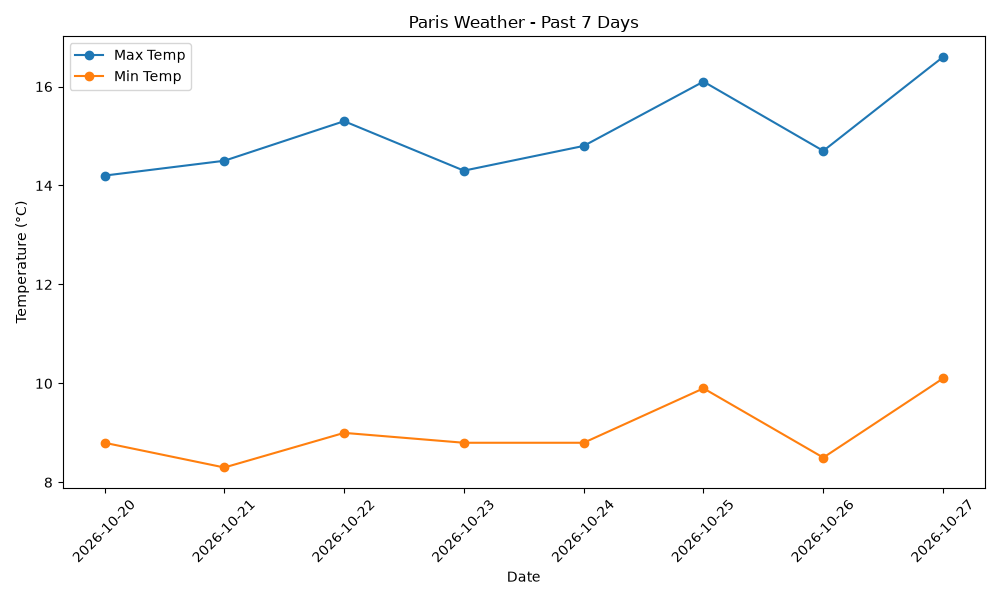 Paris Weather - Past 7 Days
Max Temp
Min Temp
Temperature (°C)
16
14
12
10
8
2026-10-20
2026-10-21
2026-10-22
2026-10-23
2026-10-24
2026-10-25
2026-10-26
2026-10-27
Date